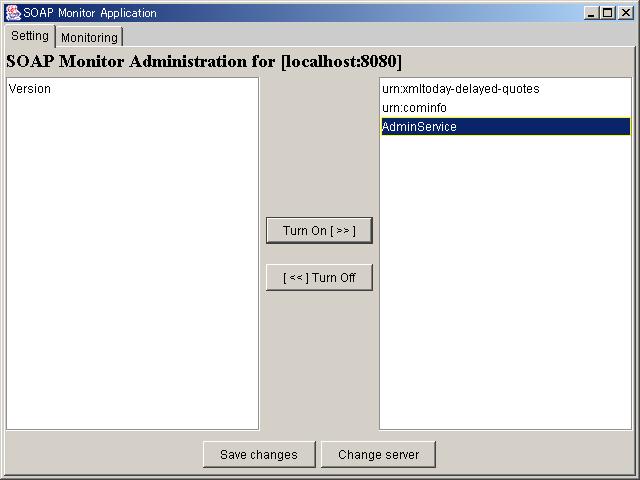 SOAP Monitor Application
Setting
Monitoring
SOAP Monitor Administration for [localhost:8080]
Version
urn:xmltoday-delayed-quotes
urn:cominfo
AdminService
Turn On [ >> ]
[ << ] Turn Off
Save changes
Change server